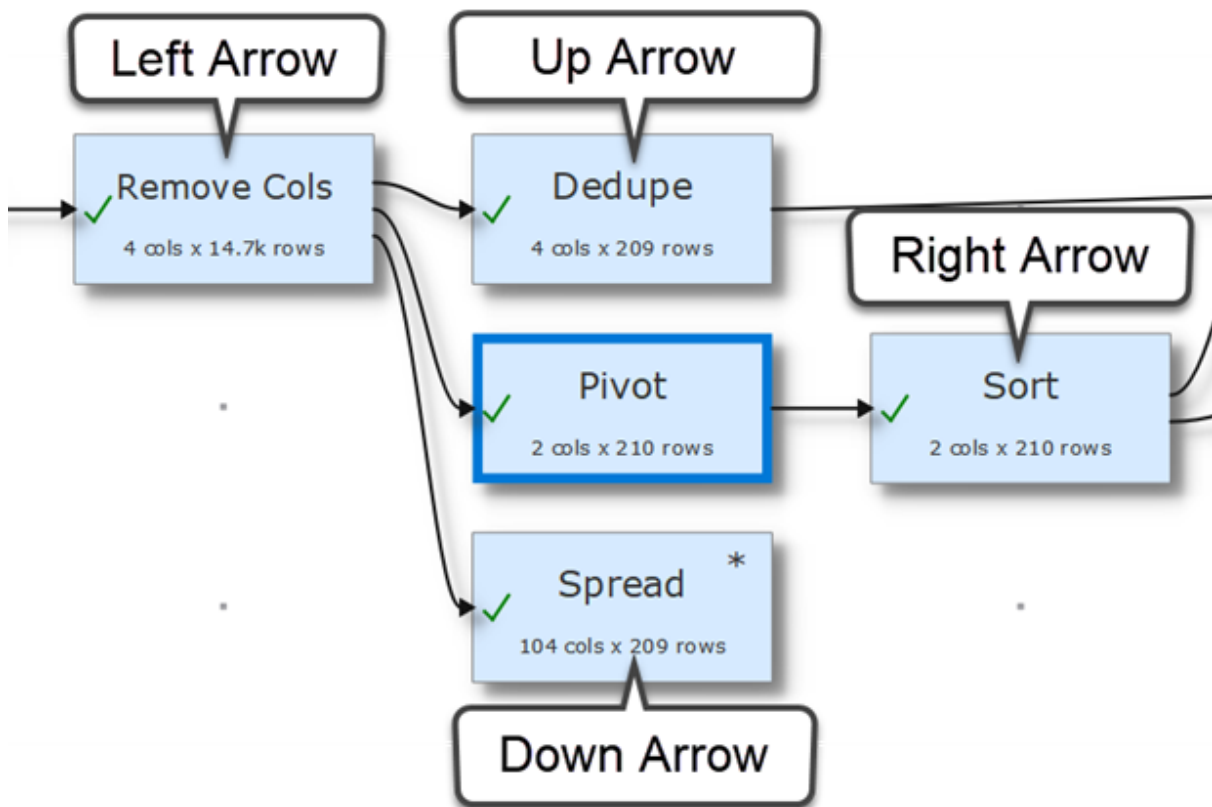 Left Arrow
Up Arrow
Remove Cols
4 cols x 14.7k rows
Dedupe
4 cols x 209 rows
Right Arrow
Pivot
2 cols x 210 rows
Sort
2 cols x 210 rows
*
Spread
104 cols x 209 rows
Down Arrow